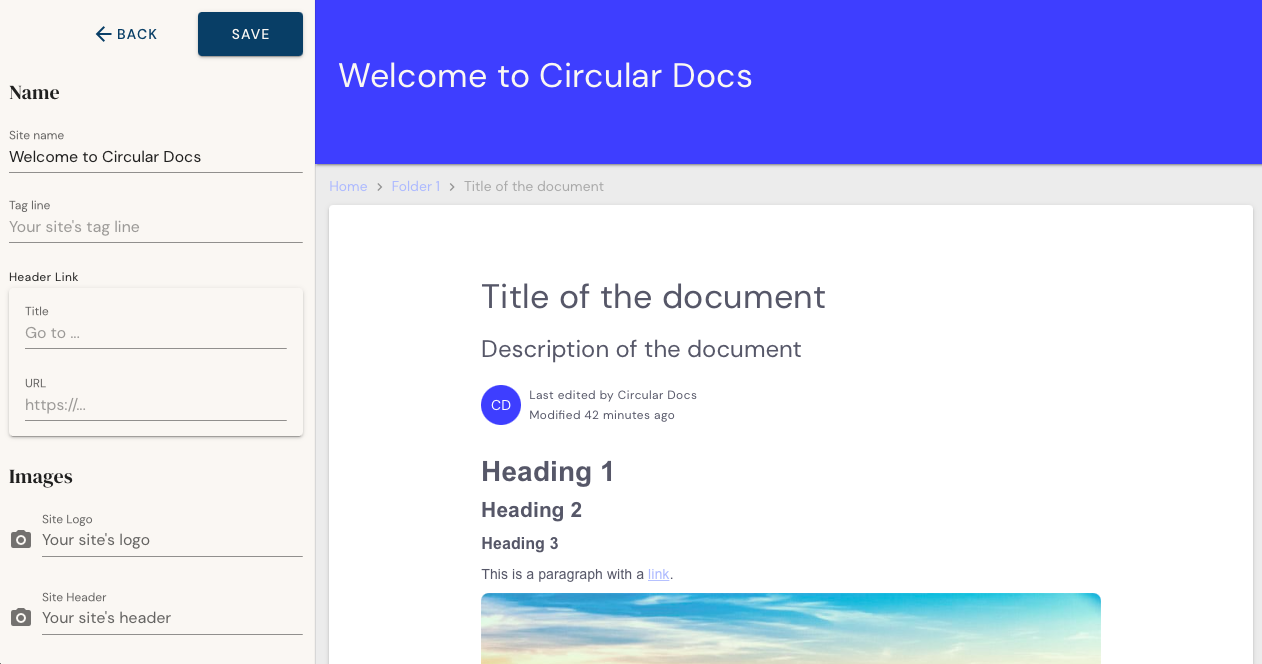 BACK
SAVE
Name
Site name
Welcome to Circular Docs
Tag line
Your site's tag line
Header Link
Title
Go to ...
URL
https://...
Images
Site Logo
Your site's logo
Site Header
Your site's header
Welcome to Circular Docs
Home > Folder 1 > Title of the document
Title of the document
Description of the document
CD
Last edited by Circular Docs
Modified 42 minutes ago
Heading 1
Heading 2
Heading 3
This is a paragraph with a link.